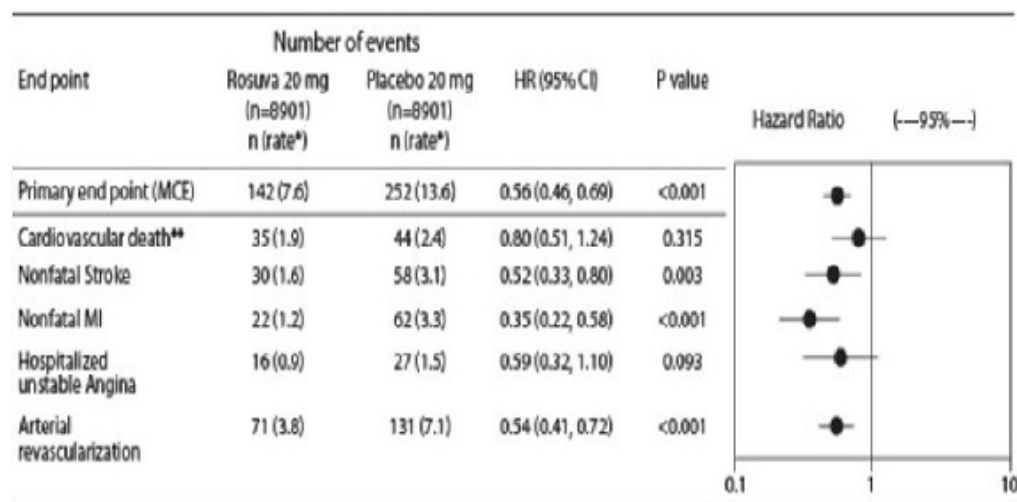 Number of events
End point Rosuva 20 mg Placebo 20 mg HR (95% CI) P value
(n=8901) (n=8901)
n (rate*) n (rate*)
Hazard Ratio (---95%---)
Primary end point (MCE) 142 (7.6) 252 (13.6) 0.56 (0.46, 0.69) <0.001
Cardiovascular death** 35 (1.9) 44 (2.4) 0.80 (0.51, 1.24) 0.315
Nonfatal Stroke 30 (1.6) 58 (3.1) 0.52 (0.33, 0.80) 0.003
Nonfatal MI 22 (1.2) 62 (3.3) 0.35 (0.22, 0.58) <0.001
Hospitalized 16 (0.9) 27 (1.5) 0.59 (0.32, 1.10) 0.093
unstable Angina
Arterial 71 (3.8) 131 (7.1) 0.54 (0.41, 0.72) <0.001
revascularization
0.1 1 10